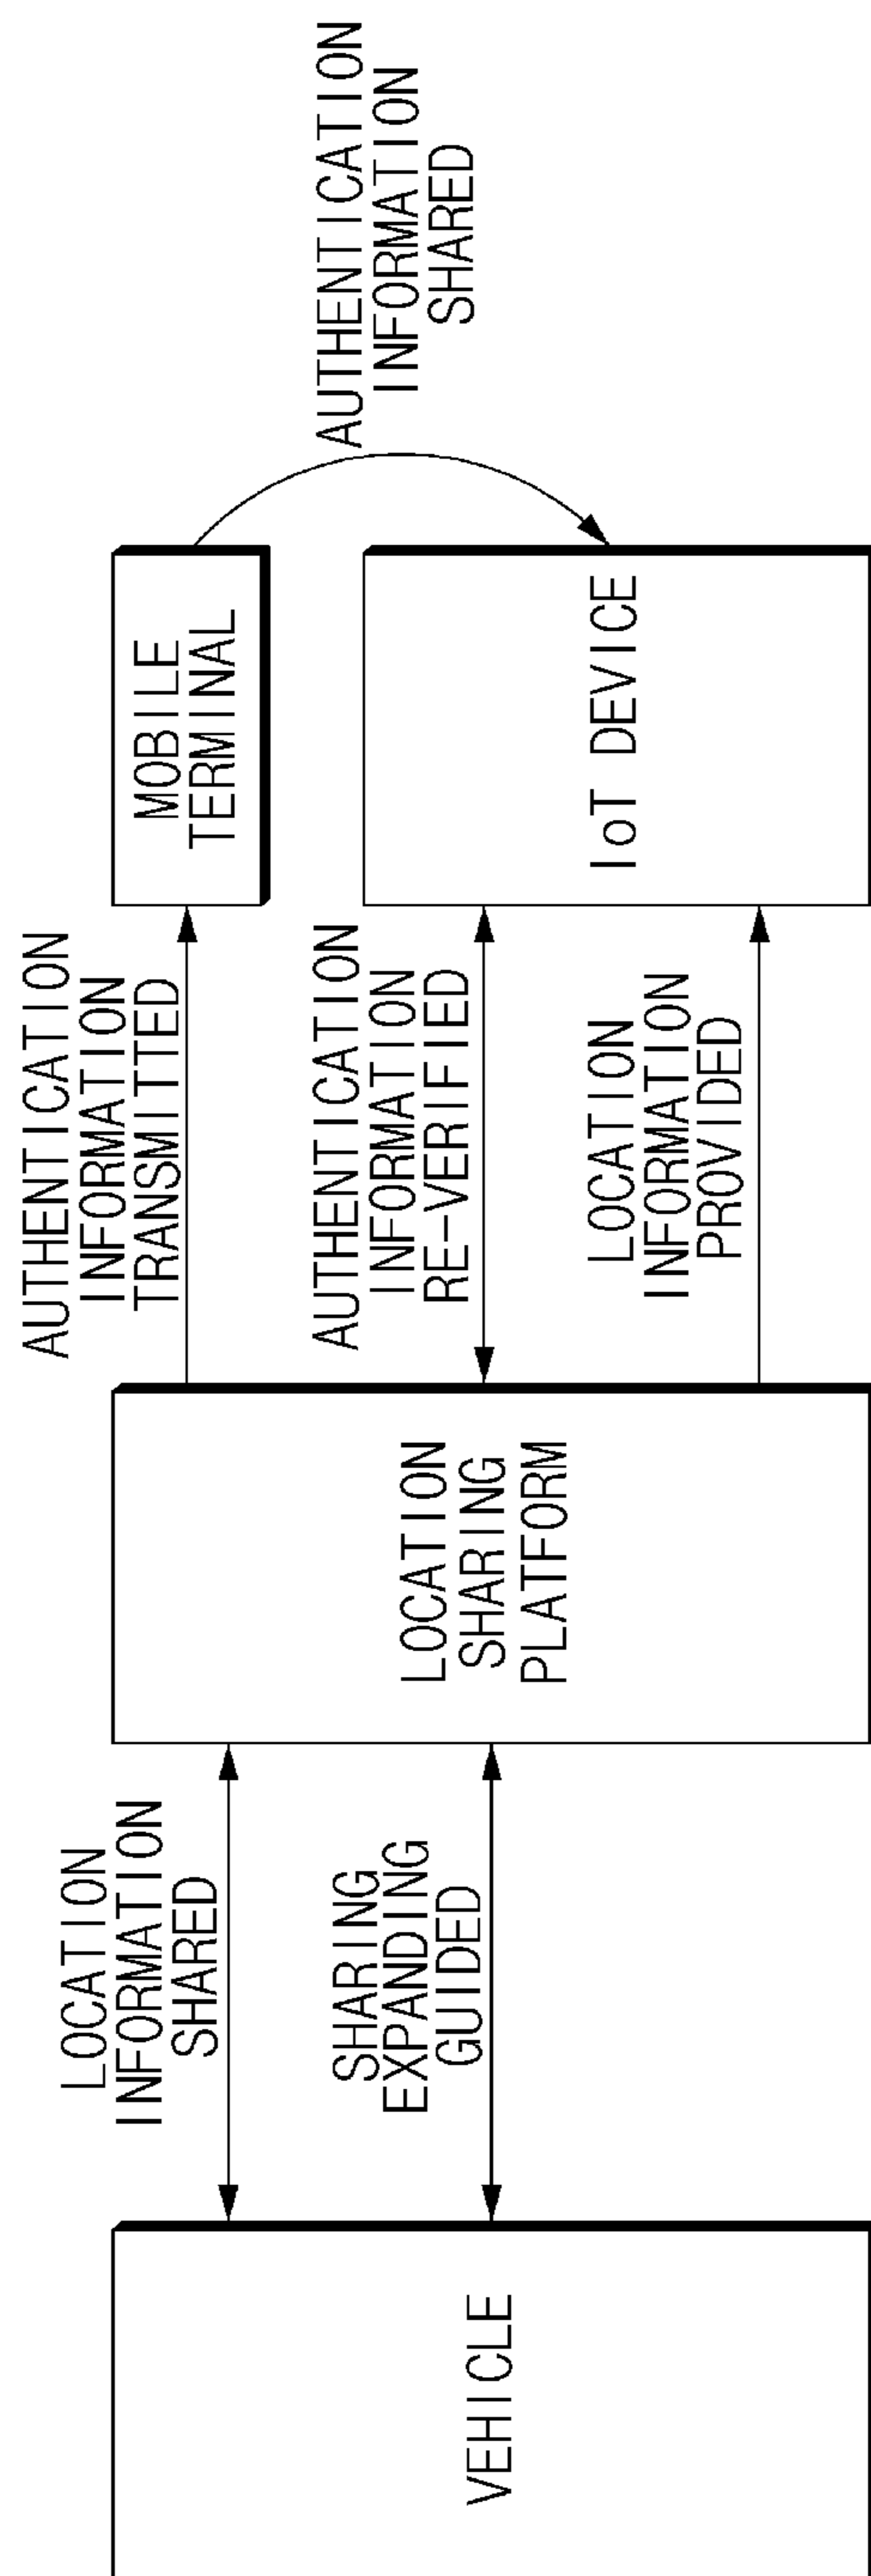 VEHICLE
LOCATION
INFORMATION
SHARED
SHARING
EXPANDING
GUIDED
LOCATION
SHARING
PLATFORM
AUTHENTICATION
INFORMATION
TRANSMITTED
AUTHENTICATION
INFORMATION
RE-VERIFIED
LOCATION
INFORMATION
PROVIDED
MOBILE
TERMINAL
IoT DEVICE
AUTHENTICATION
INFORMATION
SHARED